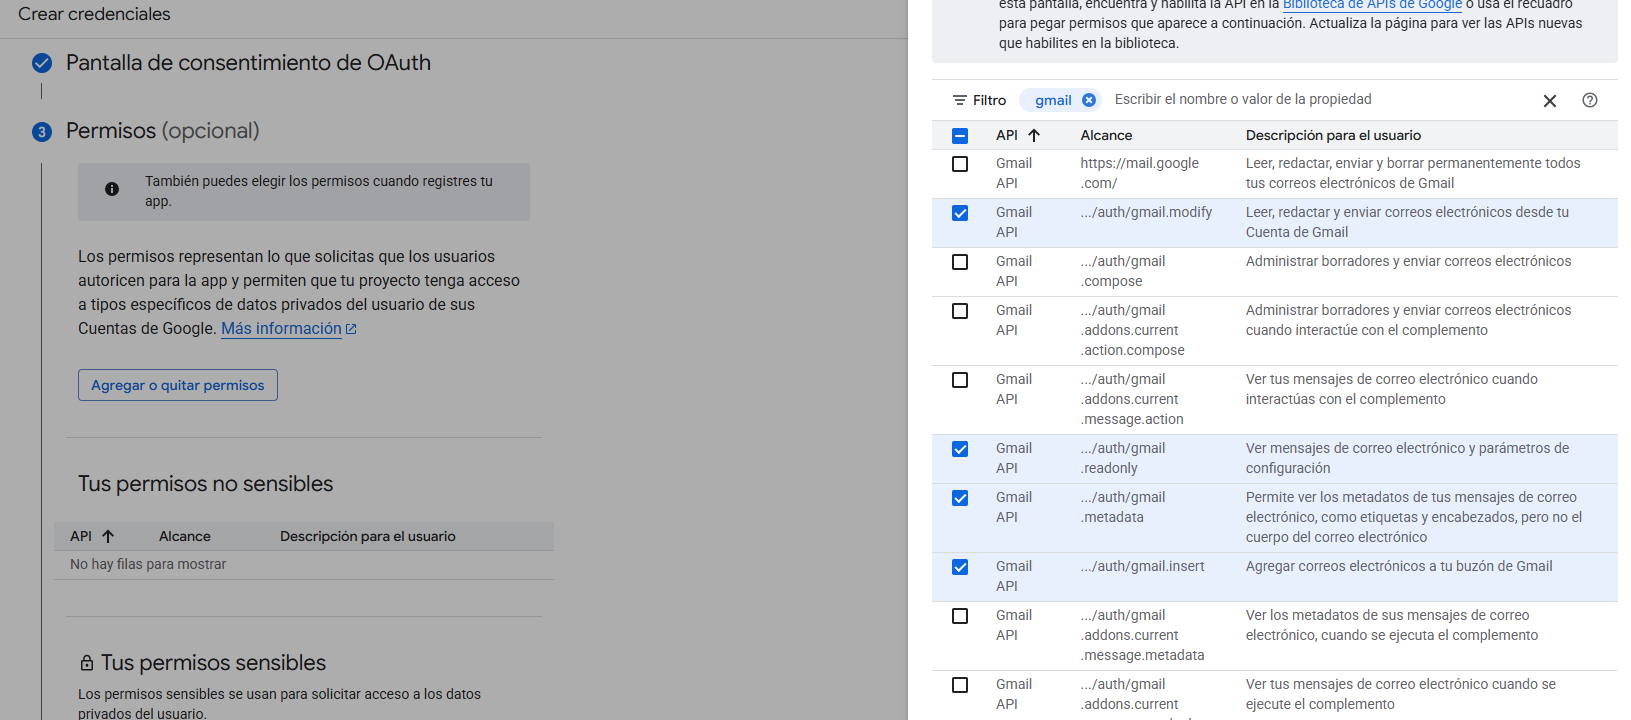 Crear credenciales
Pantalla de consentimiento de OAuth
3 Permisos (opcional)
También puedes elegir los permisos cuando registres tu
app.
Los permisos representan lo que solicitas que los usuarios
autoricen para la app y permiten que tu proyecto tenga acceso
a tipos específicos de datos privados del usuario de sus
Cuentas de Google. Más información
Agregar o quitar permisos
Tus permisos no sensibles
API Alcance Descripción para el usuario
No hay filas para mostrar
Tus permisos sensibles
Los permisos sensibles se usan para solicitar acceso a los datos
privados del usuario.
esta pantalla, encuentra y habilita la API en la Biblioteca de APIs de Google o usa el recuadro
para pegar permisos que aparece a continuación. Actualiza la página para ver las APIs nuevas
que habilites en la biblioteca.
Filtro gmail Escribir el nombre o valor de la propiedad
API Alcance Descripción para el usuario
Gmail https://mail.google Leer, redactar, enviar y borrar permanentemente todos
API .com/ tus correos electrónicos de Gmail
Gmail .../auth/gmail.modify Leer, redactar y enviar correos electrónicos desde tu
API Cuenta de Gmail
Gmail .../auth/gmail Administrar borradores y enviar correos electrónicos
API .compose
Gmail .../auth/gmail Administrar borradores y enviar correos electrónicos
API .addons.current cuando interactúe con el complemento
.action.compose
Gmail .../auth/gmail Ver tus mensajes de correo electrónico cuando
API .addons.current interactúas con el complemento
.message.action
Gmail .../auth/gmail Ver mensajes de correo electrónico y parámetros de
API .readonly configuración
Gmail .../auth/gmail Permite ver los metadatos de tus mensajes de correo
API .metadata electrónico, como etiquetas y encabezados, pero no el
cuerpo del correo electrónico
Gmail .../auth/gmail.insert Agregar correos electrónicos a tu buzón de Gmail
API
Gmail .../auth/gmail Ver los metadatos de sus mensajes de correo
API .addons.current electrónico, cuando se ejecuta el complemento
.message.metadata
Gmail .../auth/gmail Ver tus mensajes de correo electrónico cuando se
API .addons.current ejecute el complemento